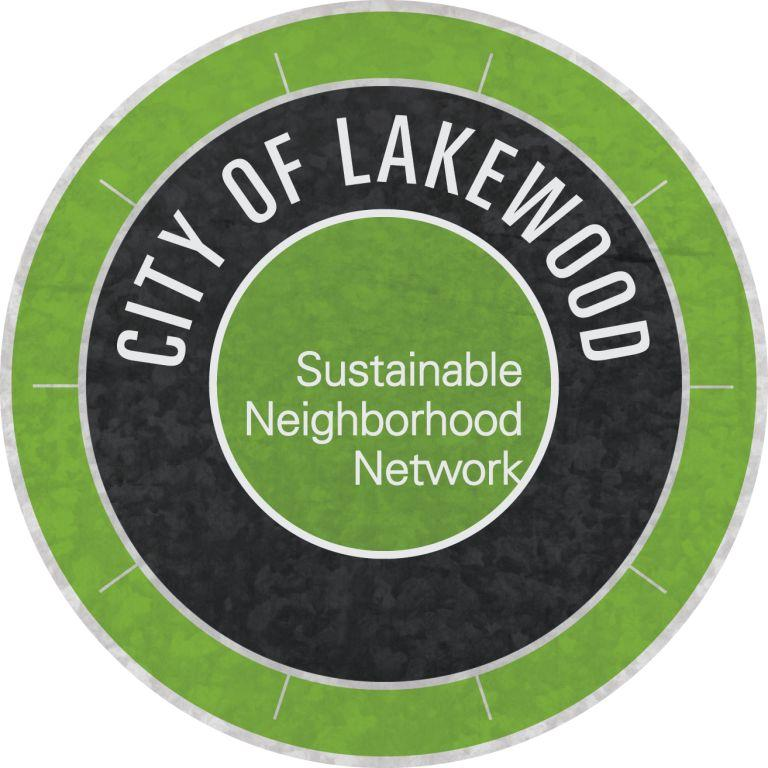 CITY OF LAKEWOOD
Sustainable
Neighborhood
Network